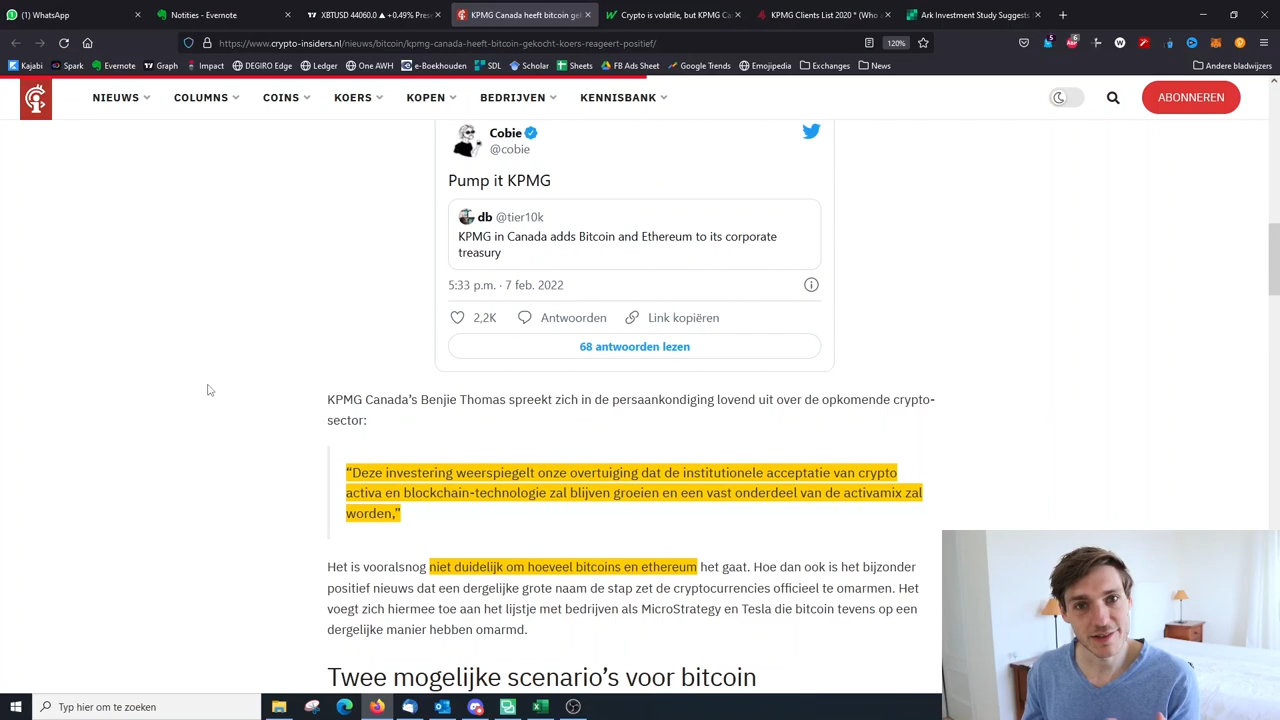 WhatsApp
Notities - Evernote
XBTUSD 44060.0 ▲ +0.49% Pres
KPMG Canada heeft bitcoin gek
Crypto is volatile, but KPMG Ca
KPMG Clients List 2020 * (Who a
Ark Investment Study Suggests
https://www.crypto-insiders.nl/nieuws/bitcoin/kpmg-canada-heeft-bitcoin-gekocht-koers-reageert-positief/
120%
Kajabi
Spark
Evernote
Graph
Impact
DEGIRO Edge
Ledger
One AWH
e-Boekhouden
SDL
Scholar
Sheets
FB Ads Sheet
Google Trends
Emojipedia
Exchanges
News
Andere bladwijzers
NIEUWS
COLUMNS
COINS
KOERS
KOPEN
BEDRIJVEN
KENNISBANK
ABONNEREN
Cobie
@cobie
Pump it KPMG
db @tier10k
KPMG in Canada adds Bitcoin and Ethereum to its corporate
treasury
5:33 p.m. · 7 feb. 2022
2,2K
Antwoorden
Link kopiëren
68 antwoorden lezen
KPMG Canada’s Benjie Thomas spreekt zich in de persaankondiging lovend uit over de opkomende crypto-
sector:
“Deze investering weerspiegelt onze overtuiging dat de institutionele acceptatie van crypto
activa en blockchain-technologie zal blijven groeien en een vast onderdeel van de activamix zal
worden,”
Het is vooralsnog niet duidelijk om hoeveel bitcoins en ethereum het gaat. Hoe dan ook is het bijzonder
positief nieuws dat een dergelijke grote naam de stap zet de cryptocurrencies officieel te omarmen. Het
voegt zich hiermee toe aan het lijstje met bedrijven als MicroStrategy en Tesla die bitcoin tevens op een
dergelijke manier hebben omarmd.
Twee mogelijke scenario’s voor bitcoin
Typ hier om te zoeken